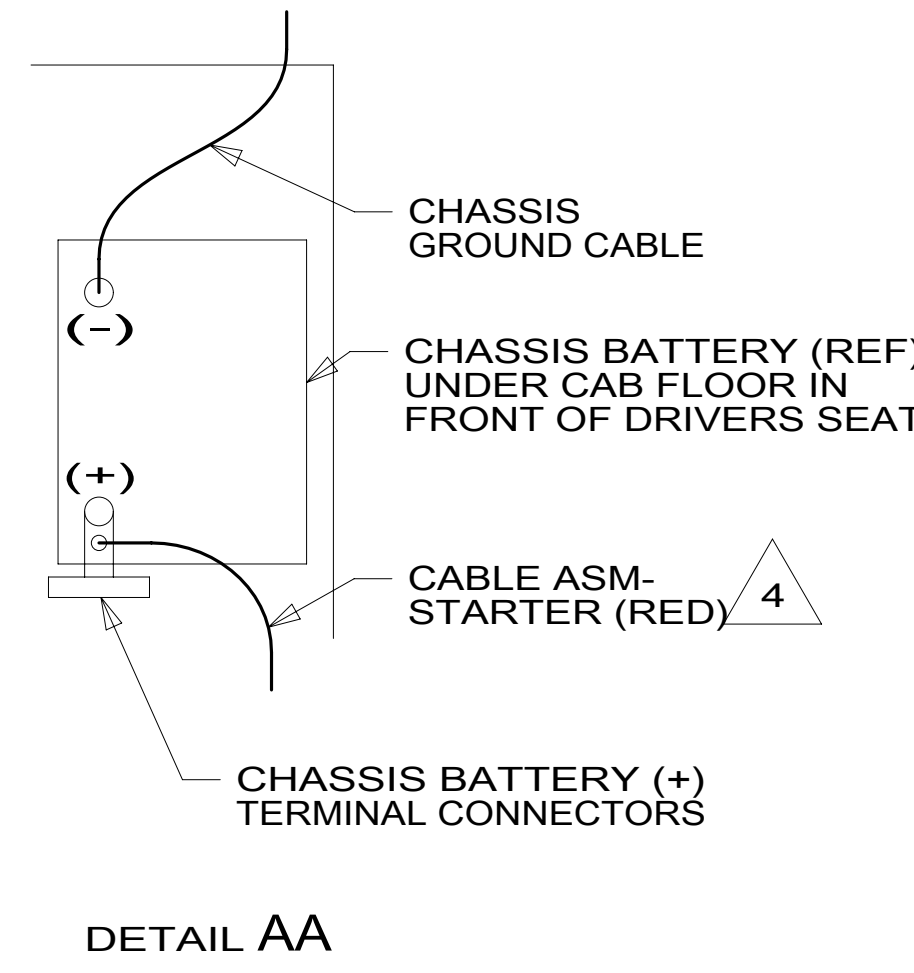 CHASSIS
GROUND CABLE
(-)
CHASSIS BATTERY (REF)
UNDER CAB FLOOR IN
FRONT OF DRIVERS SEAT
(+)
CABLE ASM-
STARTER (RED)
4
CHASSIS BATTERY (+)
TERMINAL CONNECTORS
DETAIL AA